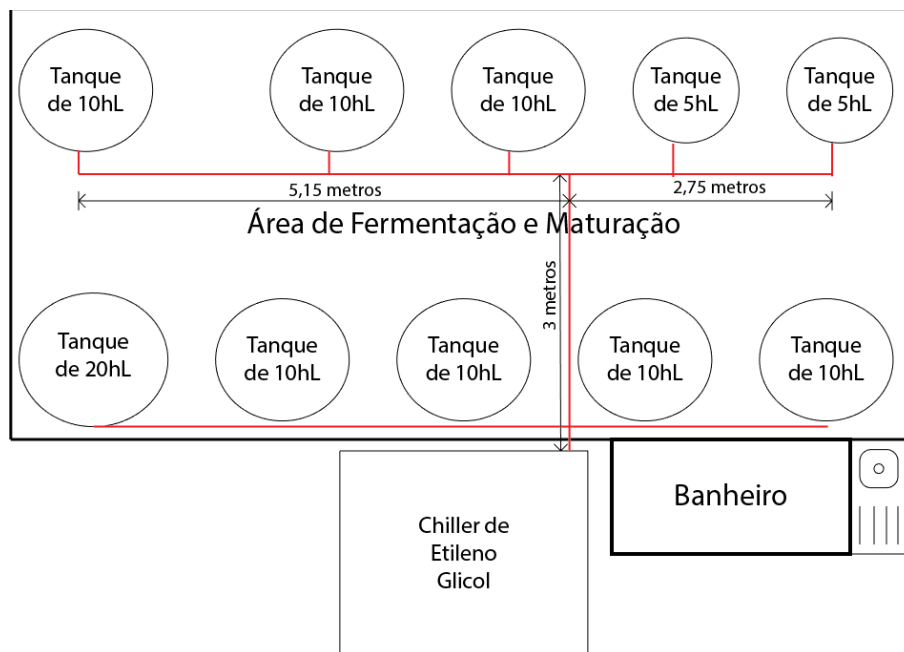 Tanque
de 10hL
Tanque
de 10hL
Tanque
de 10hL
Tanque
de 5hL
Tanque
de 5hL
5,15 metros
2,75 metros
Área de Fermentação e Maturação
3 metros
Tanque
de 20hL
Tanque
de 10hL
Tanque
de 10hL
Tanque
de 10hL
Tanque
de 10hL
Chiller de
Etileno
Glicol
Banheiro